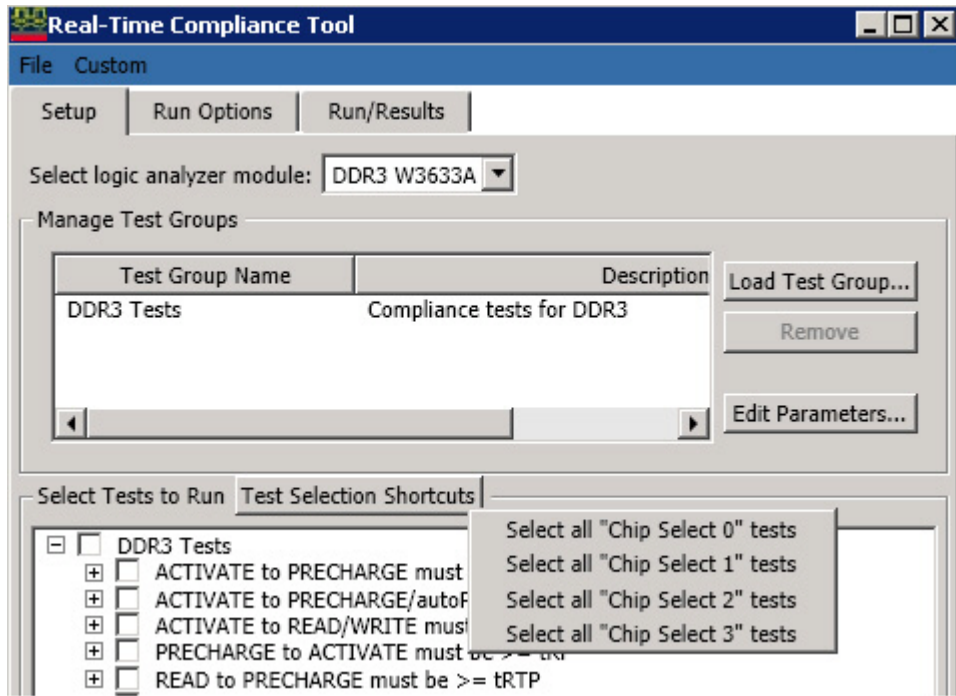 Real-Time Compliance Tool
File Custom
Setup Run Options Run/Results
Select logic analyzer module: DDR3 W3633A
Manage Test Groups
Test Group Name Description
DDR3 Tests Compliance tests for DDR3
Load Test Group...
Remove
Edit Parameters...
Select Tests to Run Test Selection Shortcuts
Select all "Chip Select 0" tests
Select all "Chip Select 1" tests
Select all "Chip Select 2" tests
Select all "Chip Select 3" tests
DDR3 Tests
ACTIVATE to PRECHARGE must
ACTIVATE to PRECHARGE/autoP
ACTIVATE to READ/WRITE must
PRECHARGE to ACTIVATE must be >= tRP
READ to PRECHARGE must be >= tRTP